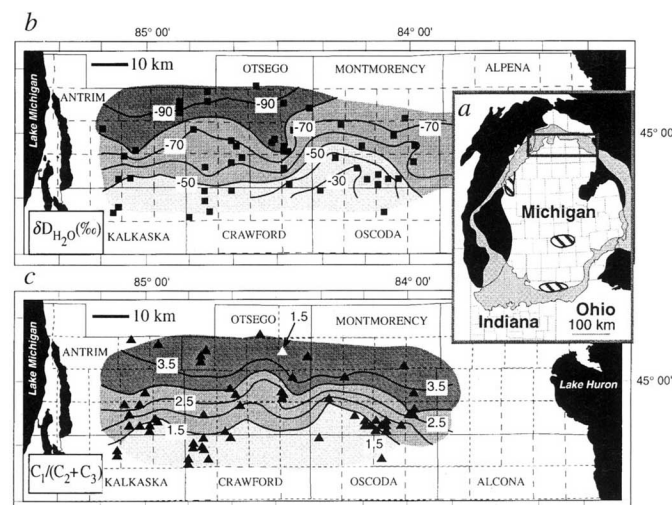 b
85 00'
84 00'
10 km
OTSEGO
MONTMORENCY
ALPENA
ANTRIM
Lake Michigan
-90
-90
-70
-70
-70
-50
-50
-30
45 00'
δD_H₂O(‰)
KALKASKA
CRAWFORD
OSCODA
a
Michigan
Ohio
Indiana
100 km
c
85 00'
84 00'
10 km
OTSEGO
1.5
MONTMORENCY
ANTRIM
Lake Michigan
3.5
3.5
2.5
2.5
1.5
1.5
45 00'
Lake Huron
C₁/(C₂+C₃)
KALKASKA
CRAWFORD
OSCODA
ALCONA